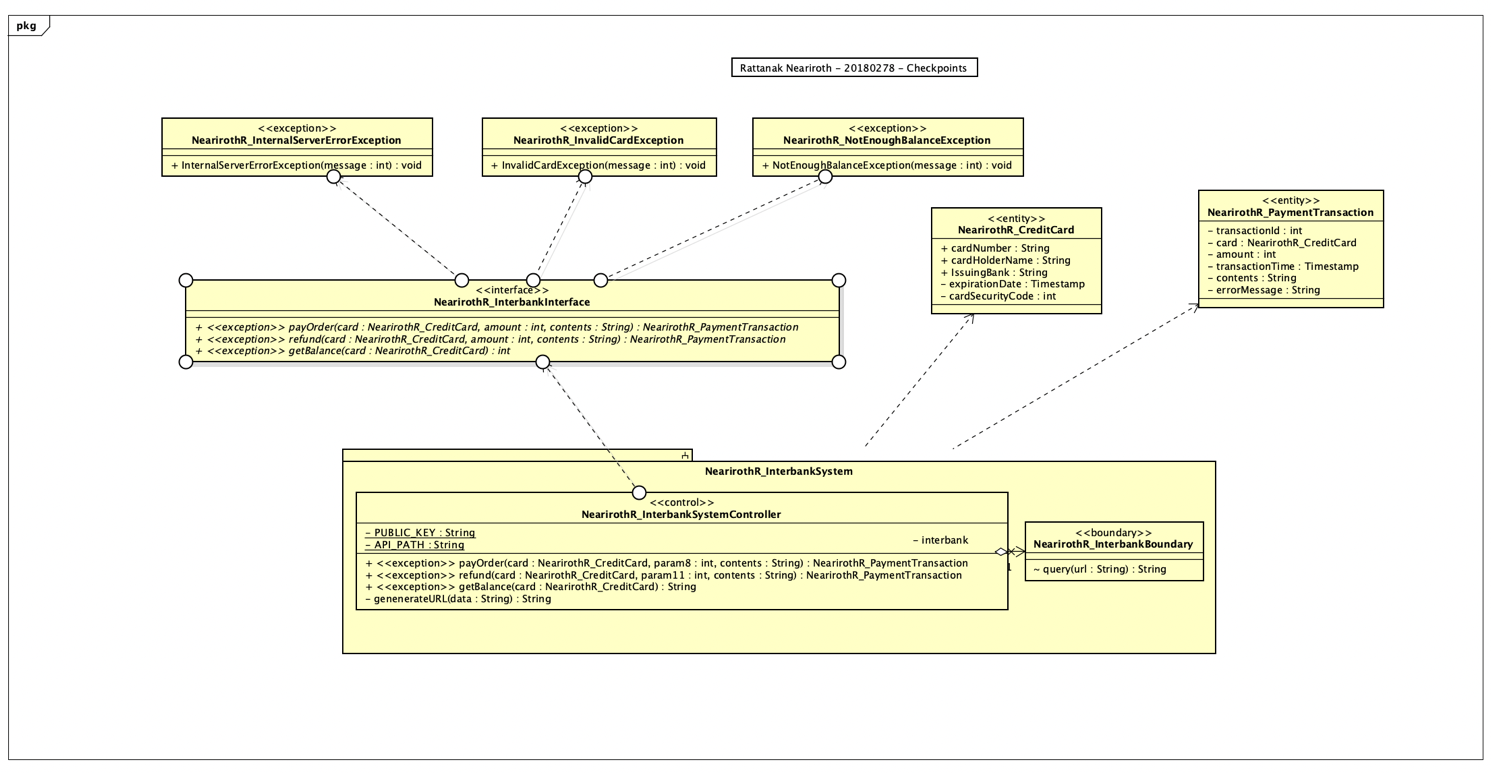 pkg
Rattanak Neariroth – 20180278 – Checkpoints
<<exception>>
NearirothR_InternalServerErrorException
+ InternalServerErrorException(message : int) : void
<<exception>>
NearirothR_InvalidCardException
+ InvalidCardException(message : int) : void
<<exception>>
NearirothR_NotEnoughBalanceException
+ NotEnoughBalanceException(message : int) : void
<<entity>>
NearirothR_CreditCard
+ cardNumber : String
+ cardHolderName : String
+ IssuingBank : String
– expirationDate : Timestamp
– cardSecurityCode : int
<<entity>>
NearirothR_PaymentTransaction
– transactionId : int
– card : NearirothR_CreditCard
– amount : int
– transactionTime : Timestamp
– contents : String
– errorMessage : String
<<interface>>
NearirothR_InterbankInterface
+ <<exception>> payOrder(card : NearirothR_CreditCard, amount : int, contents : String) : NearirothR_PaymentTransaction
+ <<exception>> refund(card : NearirothR_CreditCard, amount : int, contents : String) : NearirothR_PaymentTransaction
+ <<exception>> getBalance(card : NearirothR_CreditCard) : int
NearirothR_InterbankSystem
<<control>>
NearirothR_InterbankSystemController
– PUBLIC_KEY : String
– API_PATH : String
– interbank
1
+ <<exception>> payOrder(card : NearirothR_CreditCard, param8 : int, contents : String) : NearirothR_PaymentTransaction
+ <<exception>> refund(card : NearirothR_CreditCard, param11 : int, contents : String) : NearirothR_PaymentTransaction
+ <<exception>> getBalance(card : NearirothR_CreditCard) : String
– genenerateURL(data : String) : String
<<boundary>>
NearirothR_InterbankBoundary
~ query(url : String) : String